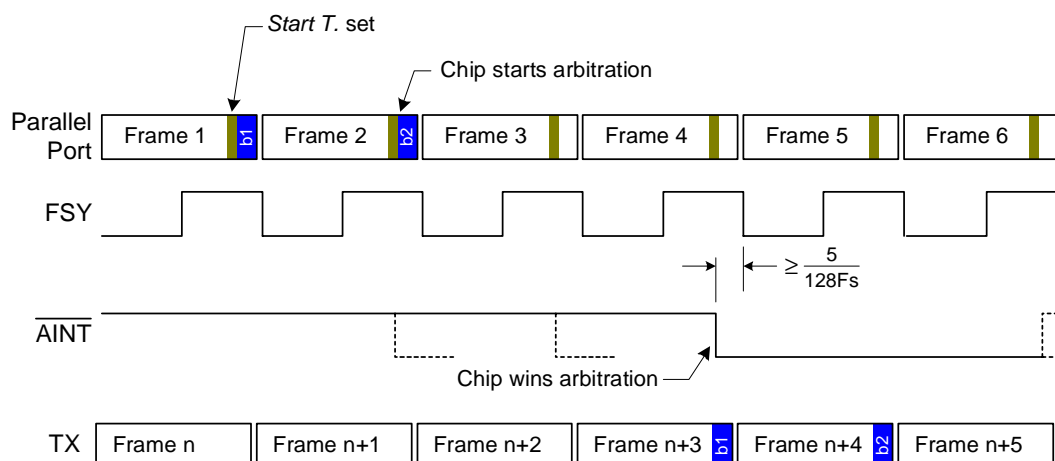 Start T. set
Chip starts arbitration
Parallel Port
Frame 1 b1 Frame 2 b2 Frame 3 Frame 4 Frame 5 Frame 6
FSY
≥ 5/128Fs
AINT
Chip wins arbitration
TX
Frame n Frame n+1 Frame n+2 Frame n+3 b1 Frame n+4 b2 Frame n+5